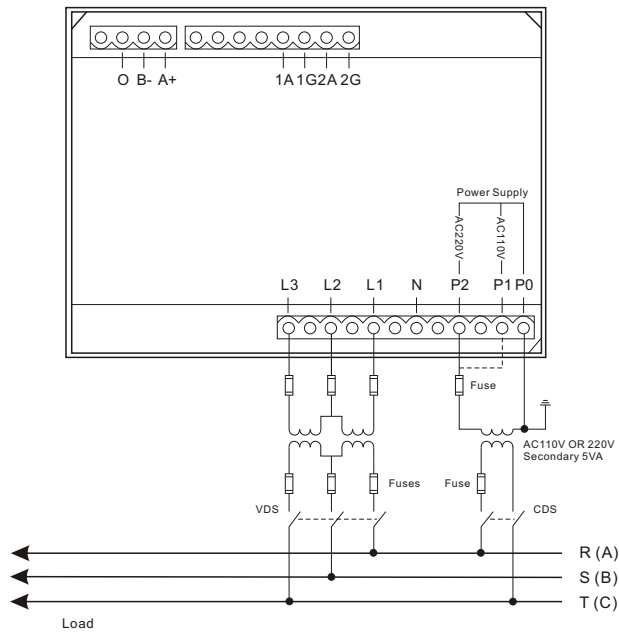 O B- A+
1A 1G 2A 2G
Power Supply
AC220V
AC110V
L3 L2 L1 N P2 P1 P0
Fuse
AC110V OR 220V
Secondary 5VA
Fuses
Fuse
VDS
CDS
R (A)
S (B)
T (C)
Load